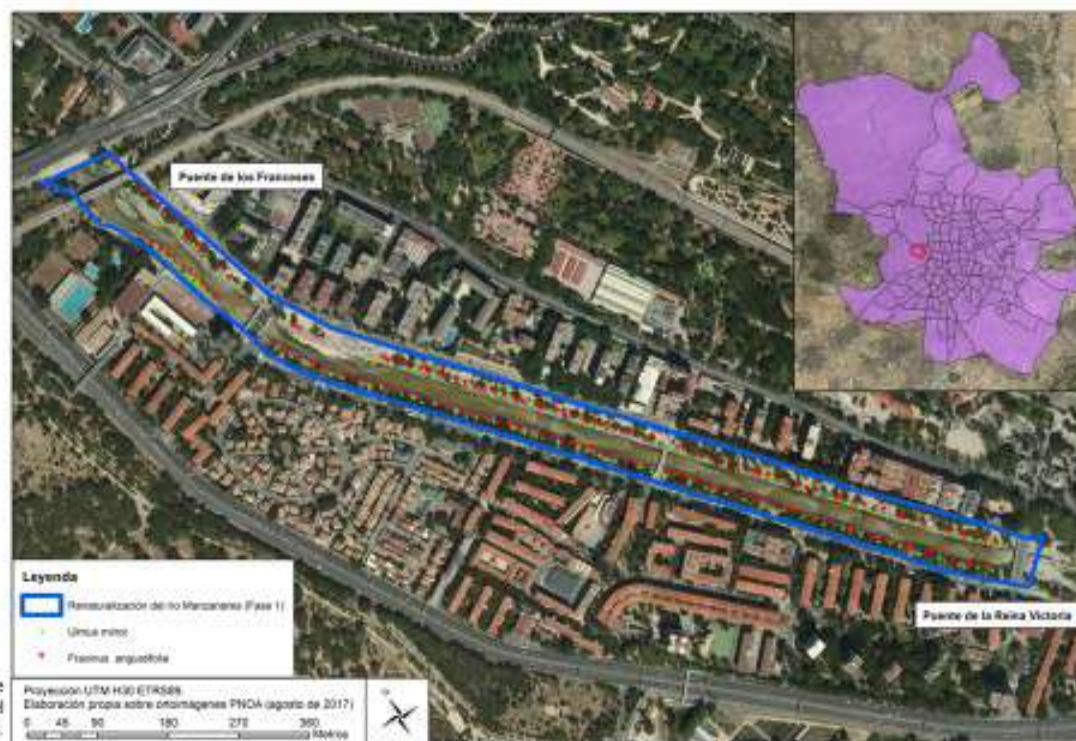 Puente de los Franceses
Puente de la Reina Victoria
Leyenda
Renaturalización del río Manzanares (Fase 1)
Ulmus minor
Fraxinus angustifolia
Proyección UTM H30 ETRS89
Elaboración propia sobre ortoimágenes PNOA (agosto de 2017)
0 45 90 180 270 360
Metros